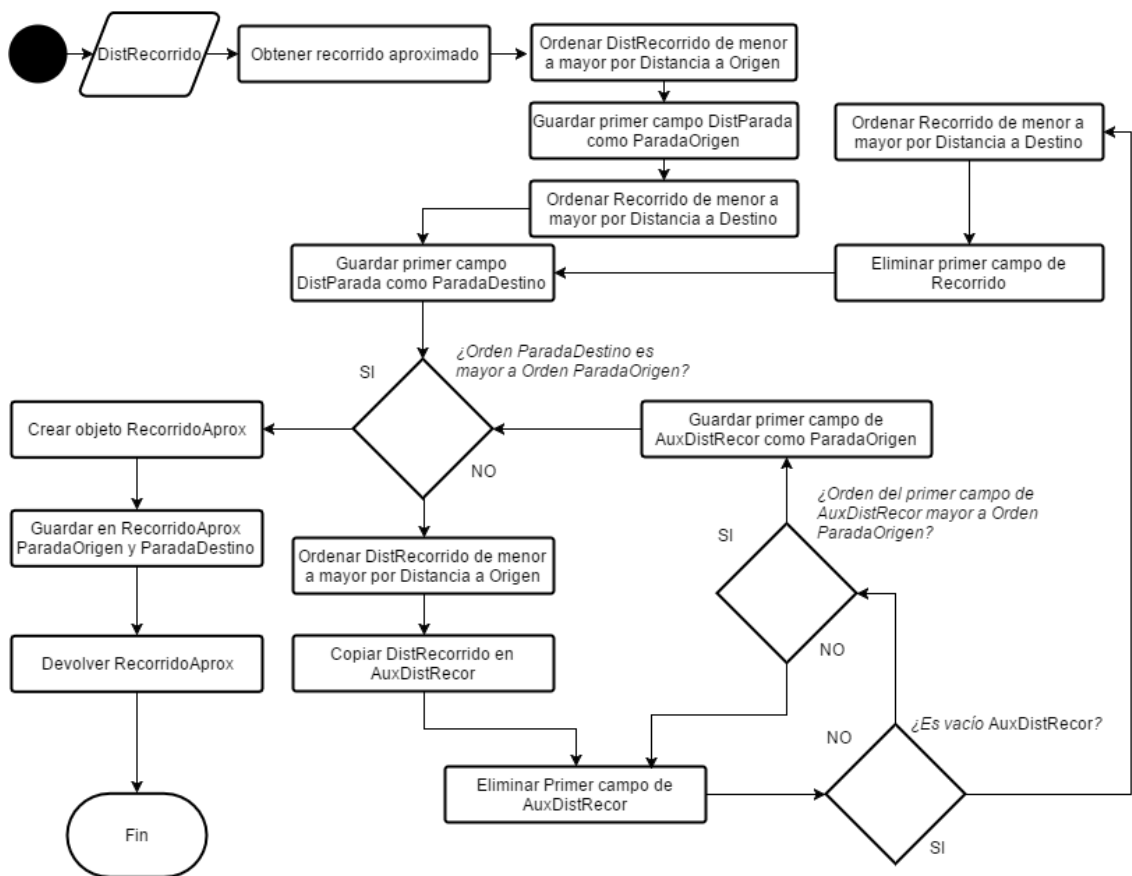 DistRecorrido
Obtener recorrido aproximado
Ordenar DistRecorrido de menor
a mayor por Distancia a Origen
Guardar primer campo DistParada
como ParadaOrigen
Ordenar Recorrido de menor a
mayor por Distancia a Destino
Ordenar Recorrido de menor a
mayor por Distancia a Destino
Eliminar primer campo de
Recorrido
Guardar primer campo
DistParada como ParadaDestino
¿Orden ParadaDestino es
mayor a Orden ParadaOrigen?
SI
NO
Crear objeto RecorridoAprox
Guardar en RecorridoAprox
ParadaOrigen y ParadaDestino
Devolver RecorridoAprox
Fin
Ordenar DistRecorrido de menor
a mayor por Distancia a Origen
Copiar DistRecorrido en
AuxDistRecor
Eliminar Primer campo de
AuxDistRecor
Guardar primer campo de
AuxDistRecor como ParadaOrigen
¿Orden del primer campo de
AuxDistRecor mayor a Orden
ParadaOrigen?
SI
NO
¿Es vacío AuxDistRecor?
NO
SI